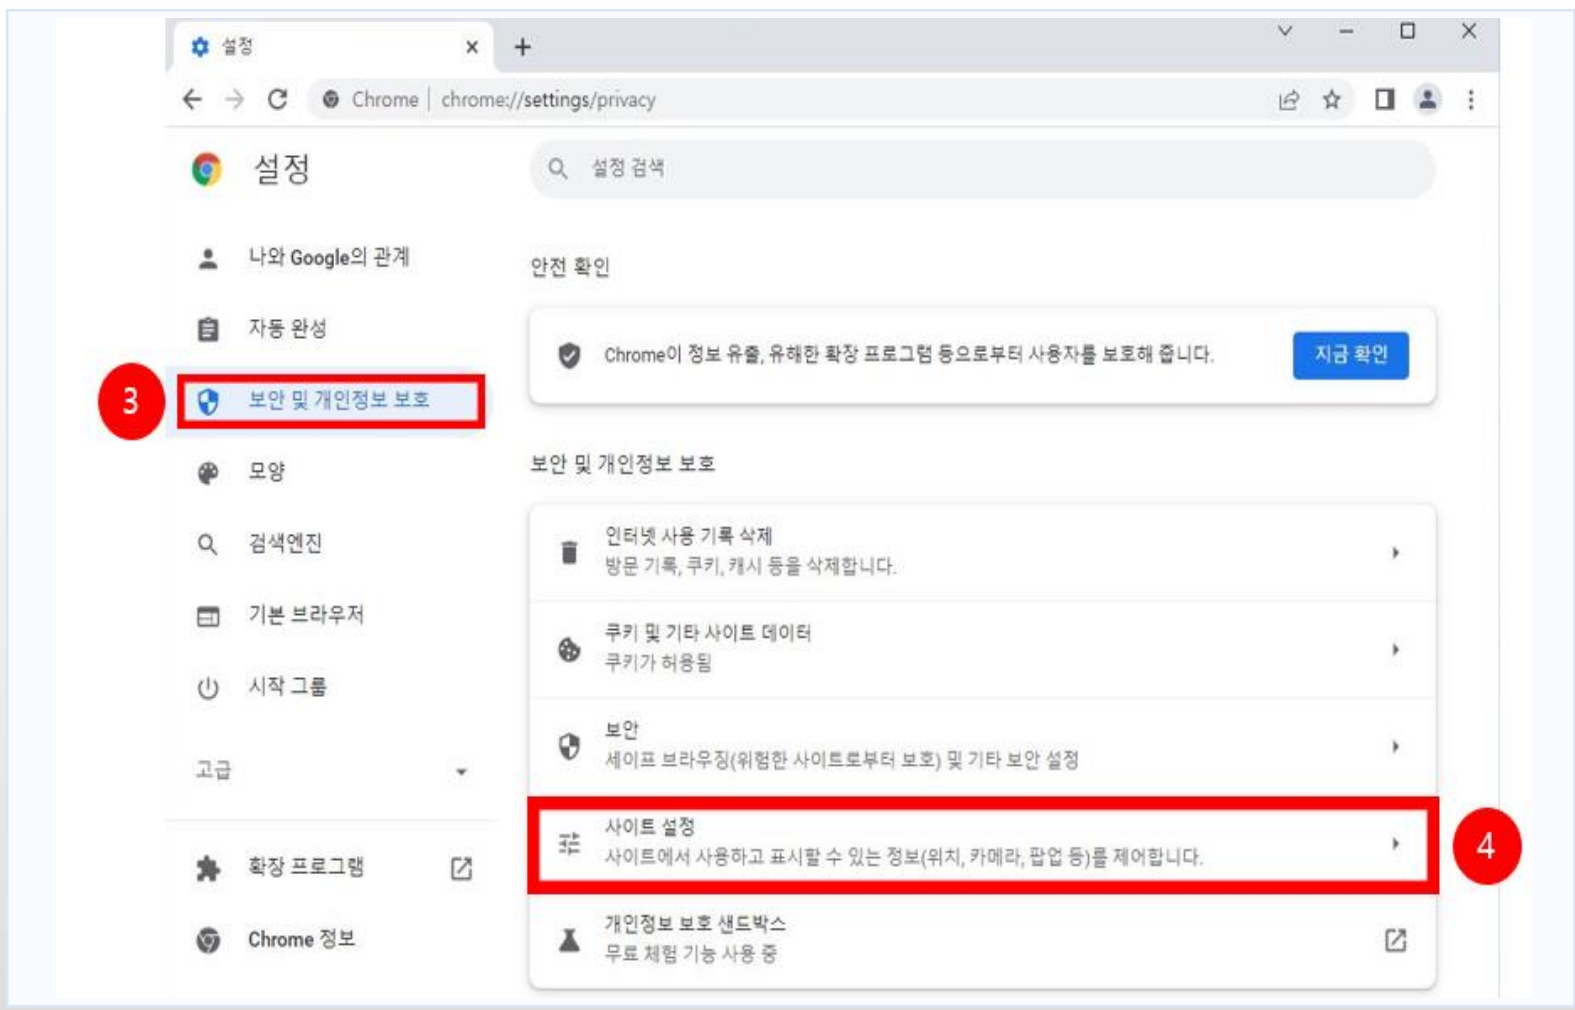 설정
Chrome | chrome://settings/privacy
설정
설정 검색
나와 Google의 관계
자동 완성
3
보안 및 개인정보 보호
모양
검색엔진
기본 브라우저
시작 그룹
고급
확장 프로그램
Chrome 정보
안전 확인
Chrome이 정보 유출, 유해한 확장 프로그램 등으로부터 사용자를 보호해 줍니다.
지금 확인
보안 및 개인정보 보호
인터넷 사용 기록 삭제
방문 기록, 쿠키, 캐시 등을 삭제합니다.
쿠키 및 기타 사이트 데이터
쿠키가 허용됨
보안
세이프 브라우징(위험한 사이트로부터 보호) 및 기타 보안 설정
사이트 설정
사이트에서 사용하고 표시할 수 있는 정보(위치, 카메라, 팝업 등)를 제어합니다.
4
개인정보 보호 샌드박스
무료 체험 기능 사용 중